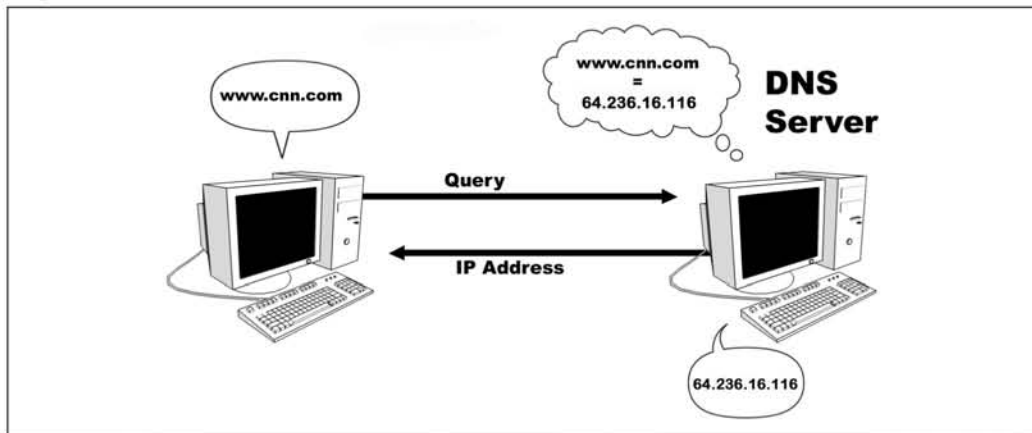 www.cnn.com
www.cnn.com
=
64.236.16.116
DNS
Server
Query
IP Address
64.236.16.116